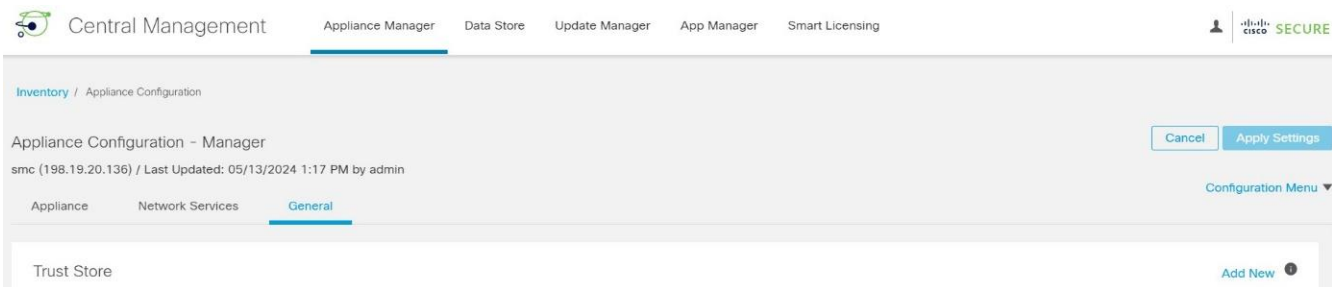 Central Management Appliance Manager Data Store Update Manager App Manager Smart Licensing cisco SECURE
Inventory / Appliance Configuration
Appliance Configuration - Manager Cancel Apply Settings
smc (198.19.20.136) / Last Updated: 05/13/2024 1:17 PM by admin
Configuration Menu
Appliance Network Services General
Trust Store Add New